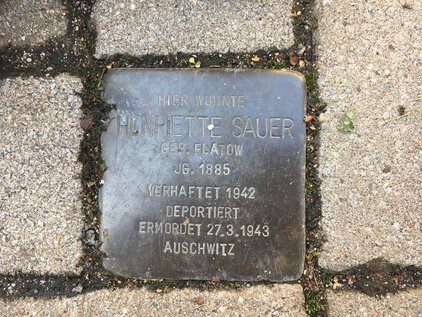 HIER WOHNTE
HENRIETTE SAUER
GEB. FLATOW
JG. 1885
VERHAFTET 1942
DEPORTIERT
ERMORDET 27.3.1943
AUSCHWITZ